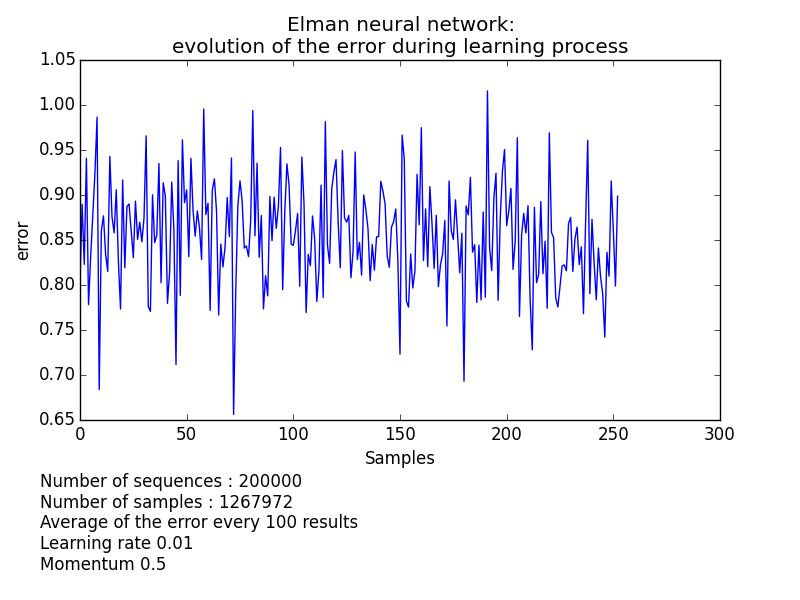 Elman neural network:
evolution of the error during learning process
1.05
1.00
0.95
0.90
0.85
0.80
0.75
0.70
0.65
error
0 50 100 150 200 250 300
Samples
Number of sequences : 200000
Number of samples : 1267972
Average of the error every 100 results
Learning rate 0.01
Momentum 0.5